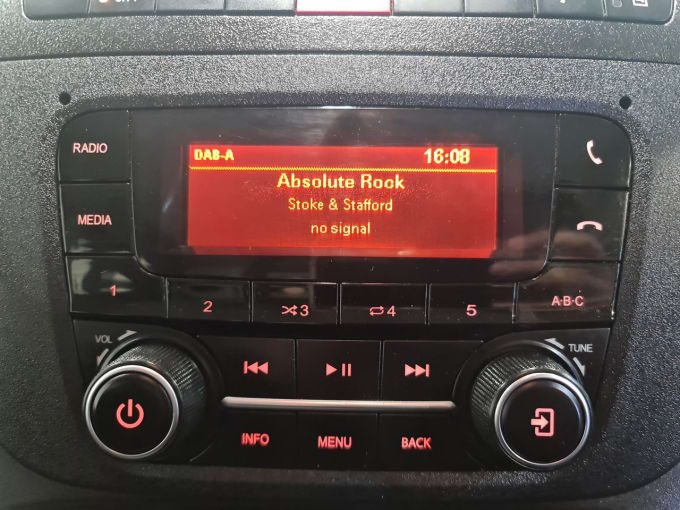 RADIO
DAB-A 16:08
Absolute Rock
Stoke & Stafford
no signal
MEDIA
1 2 3 4 5 A·B·C
VOL TUNE
INFO MENU BACK